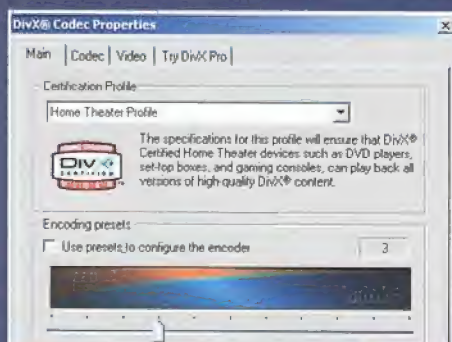 DivX® Codec Properties
Main | Codec | Video | Try DivX Pro |
Certification Profile
Home Theater Profile
The specifications for this profile will ensure that DivX®
Certified Home Theater devices such as DVD players,
set-top boxes, and gaming consoles, can play back all
versions of high-quality DivX® content.
DIVX
CERTIFIED
Encoding presets
Use presets to configure the encoder
3